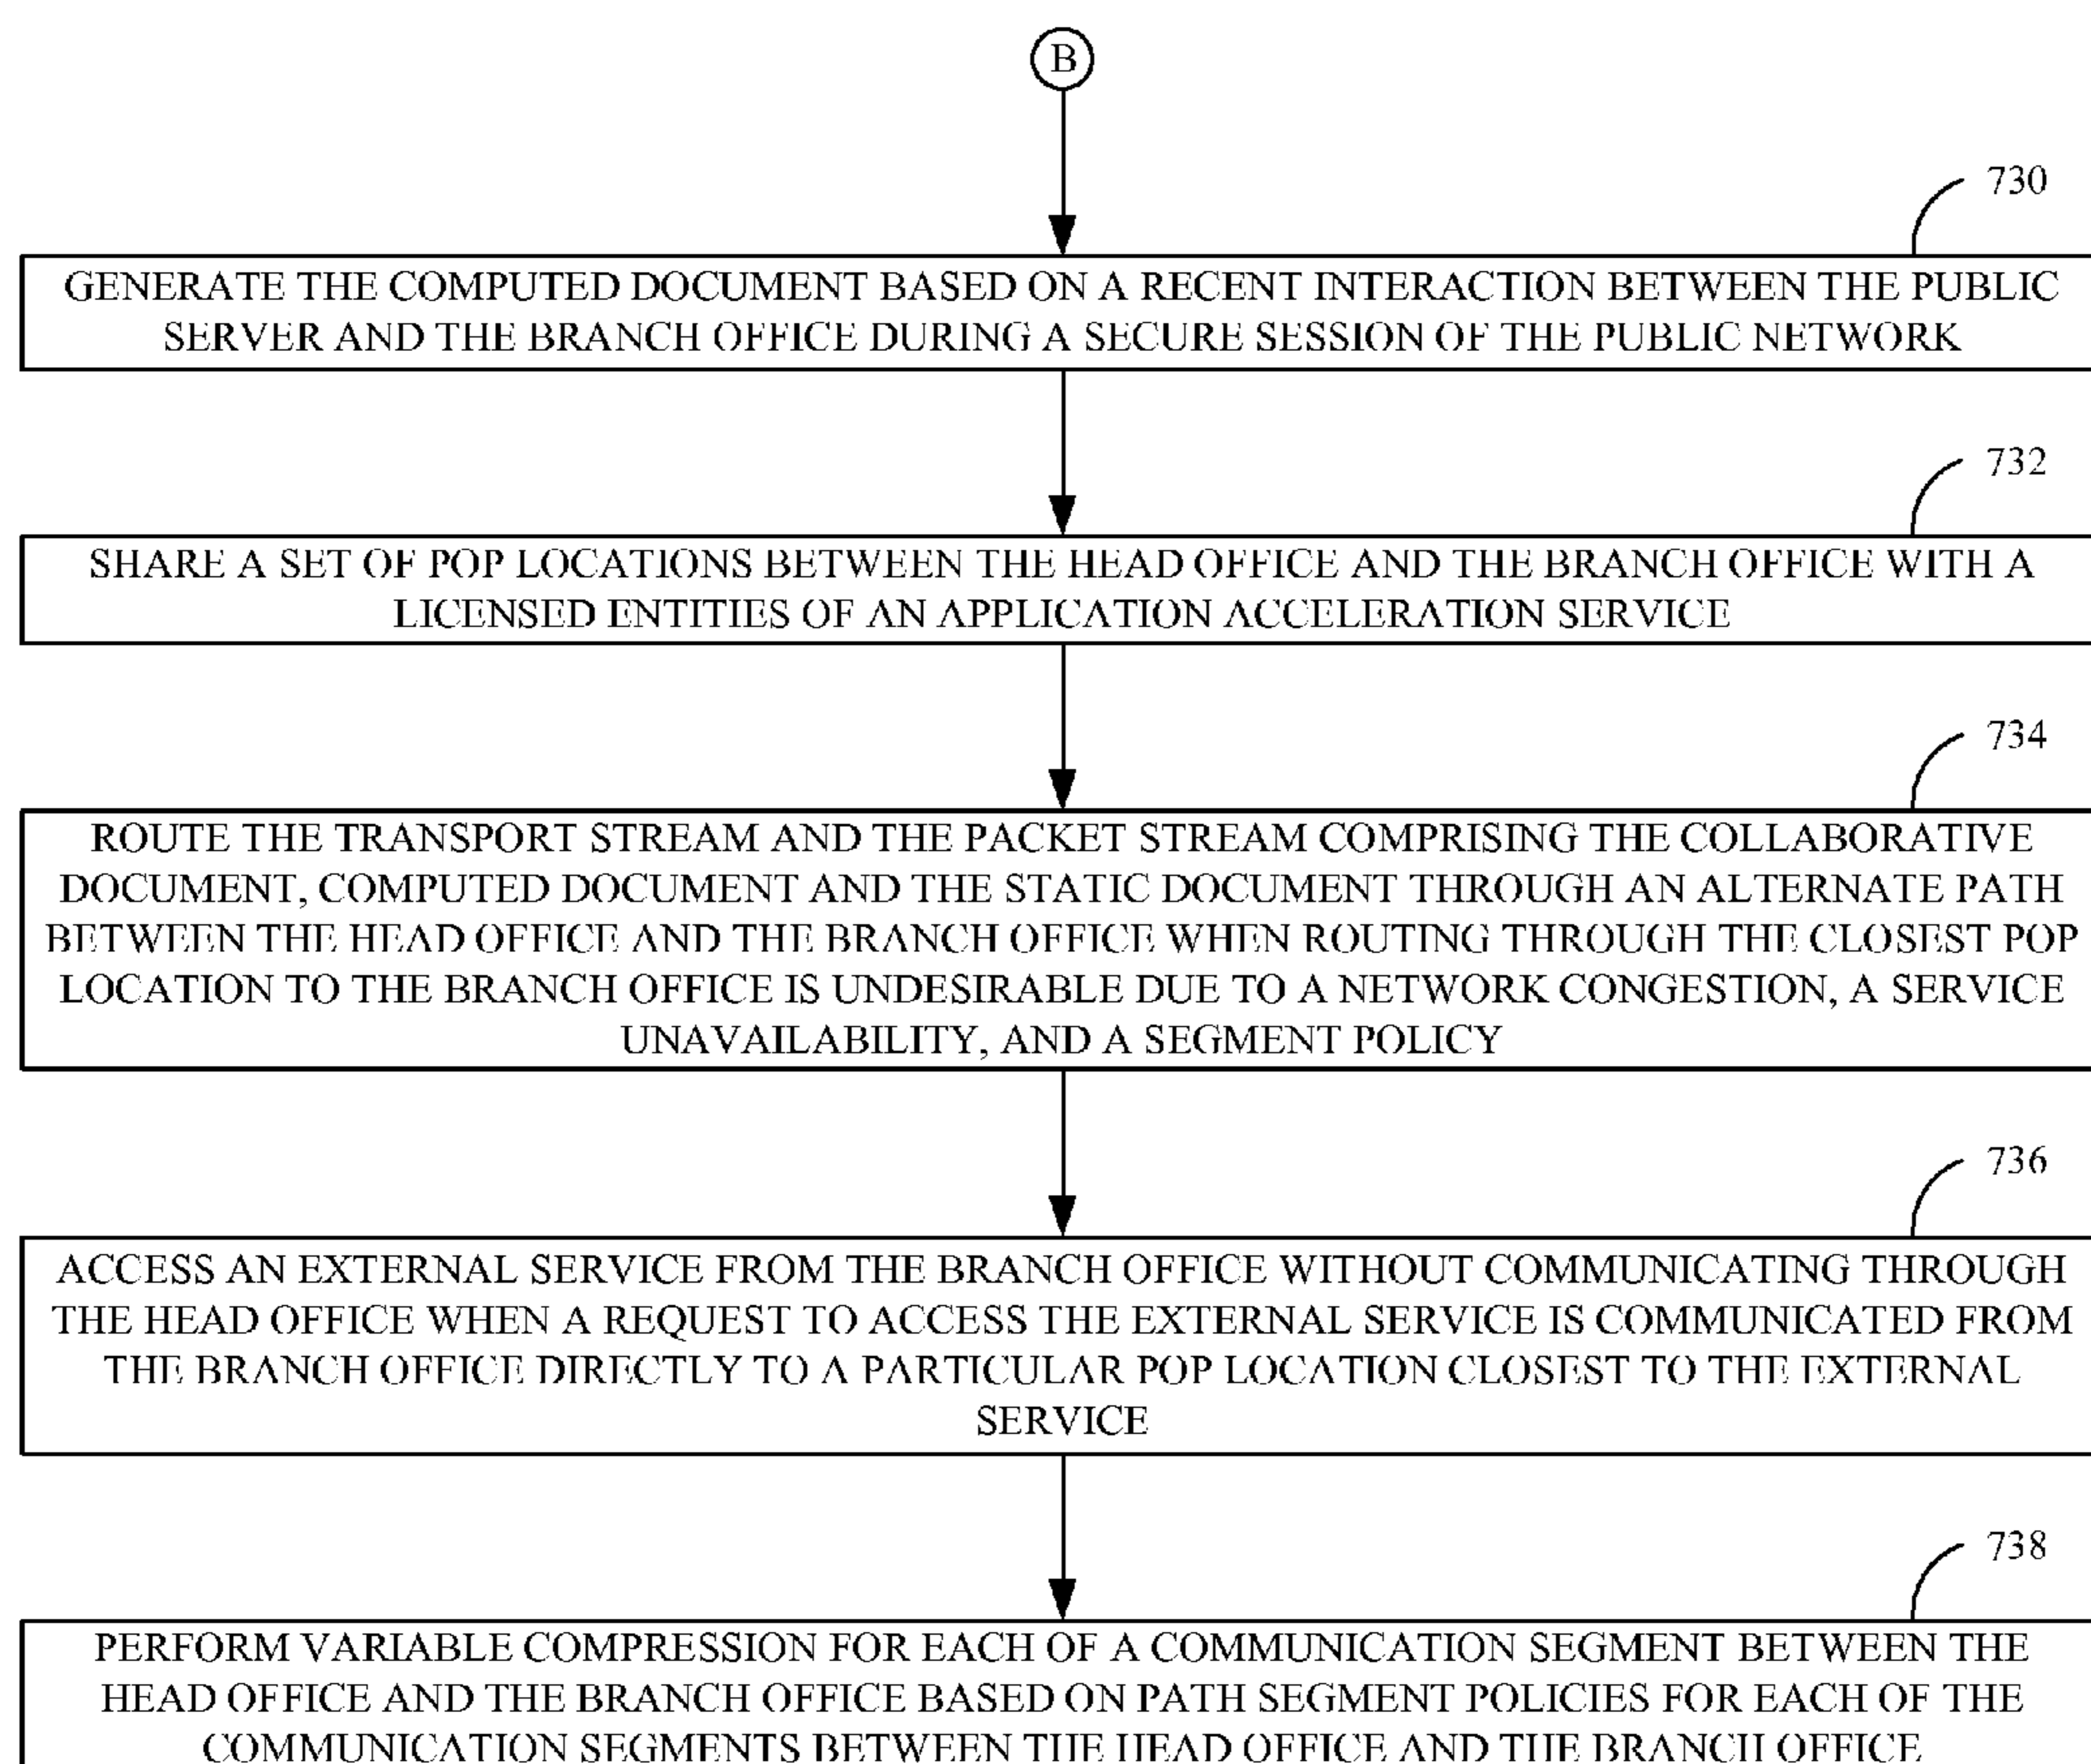 B
730
GENERATE THE COMPUTED DOCUMENT BASED ON A RECENT INTERACTION BETWEEN THE PUBLIC
SERVER AND THE BRANCH OFFICE DURING A SECURE SESSION OF THE PUBLIC NETWORK
732
SHARE A SET OF POP LOCATIONS BETWEEN THE HEAD OFFICE AND THE BRANCH OFFICE WITH A
LICENSED ENTITIES OF AN APPLICATION ACCELERATION SERVICE
734
ROUTE THE TRANSPORT STREAM AND THE PACKET STREAM COMPRISING THE COLLABORATIVE
DOCUMENT, COMPUTED DOCUMENT AND THE STATIC DOCUMENT THROUGH AN ALTERNATE PATH
BETWEEN THE HEAD OFFICE AND THE BRANCH OFFICE WHEN ROUTING THROUGH THE CLOSEST POP
LOCATION TO THE BRANCH OFFICE IS UNDESIRABLE DUE TO A NETWORK CONGESTION, A SERVICE
UNAVAILABILITY, AND A SEGMENT POLICY
736
ACCESS AN EXTERNAL SERVICE FROM THE BRANCH OFFICE WITHOUT COMMUNICATING THROUGH
THE HEAD OFFICE WHEN A REQUEST TO ACCESS THE EXTERNAL SERVICE IS COMMUNICATED FROM
THE BRANCH OFFICE DIRECTLY TO A PARTICULAR POP LOCATION CLOSEST TO THE EXTERNAL
SERVICE
738
PERFORM VARIABLE COMPRESSION FOR EACH OF A COMMUNICATION SEGMENT BETWEEN THE
HEAD OFFICE AND THE BRANCH OFFICE BASED ON PATH SEGMENT POLICIES FOR EACH OF THE
COMMUNICATION SEGMENTS BETWEEN THE HEAD OFFICE AND THE BRANCH OFFICE